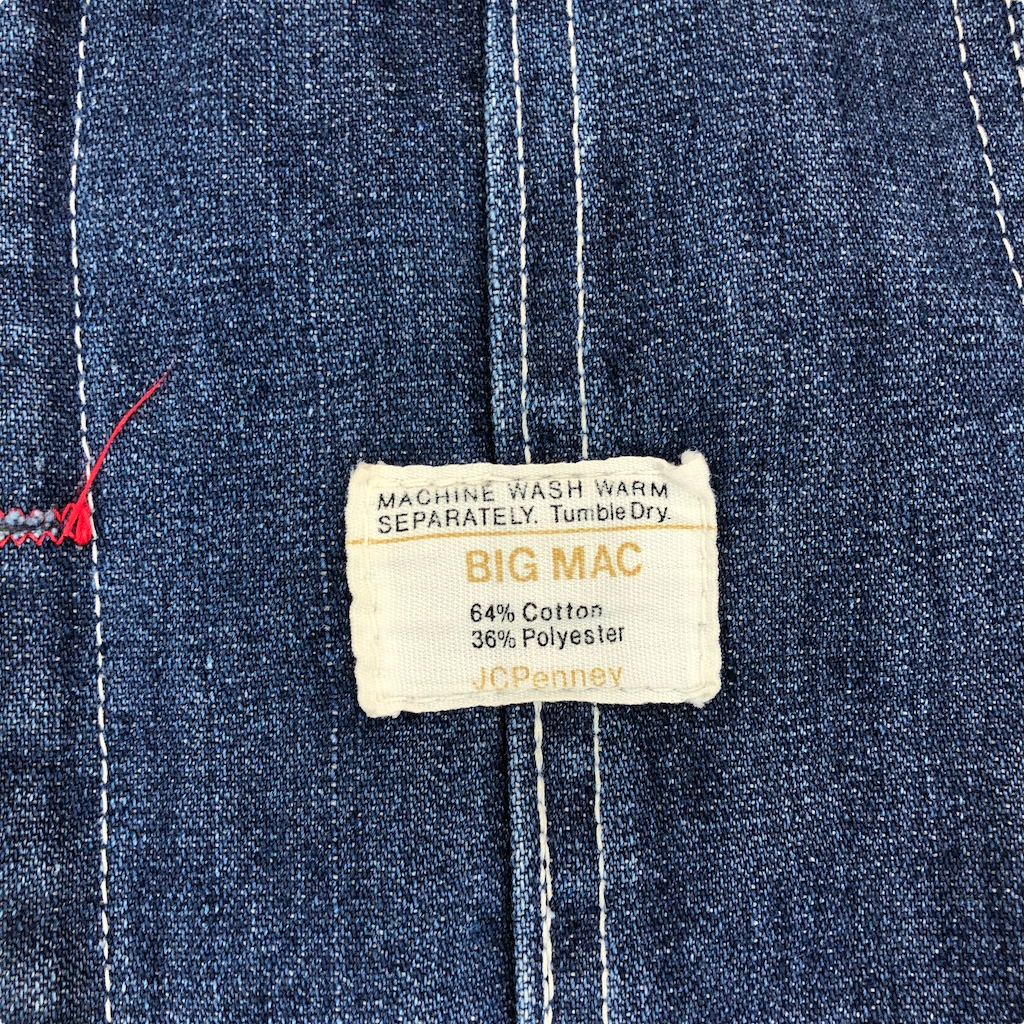 MACHINE WASH WARM
SEPARATELY. Tumble Dry.
BIG MAC
64% Cotton
36% Polyester
JCPenney